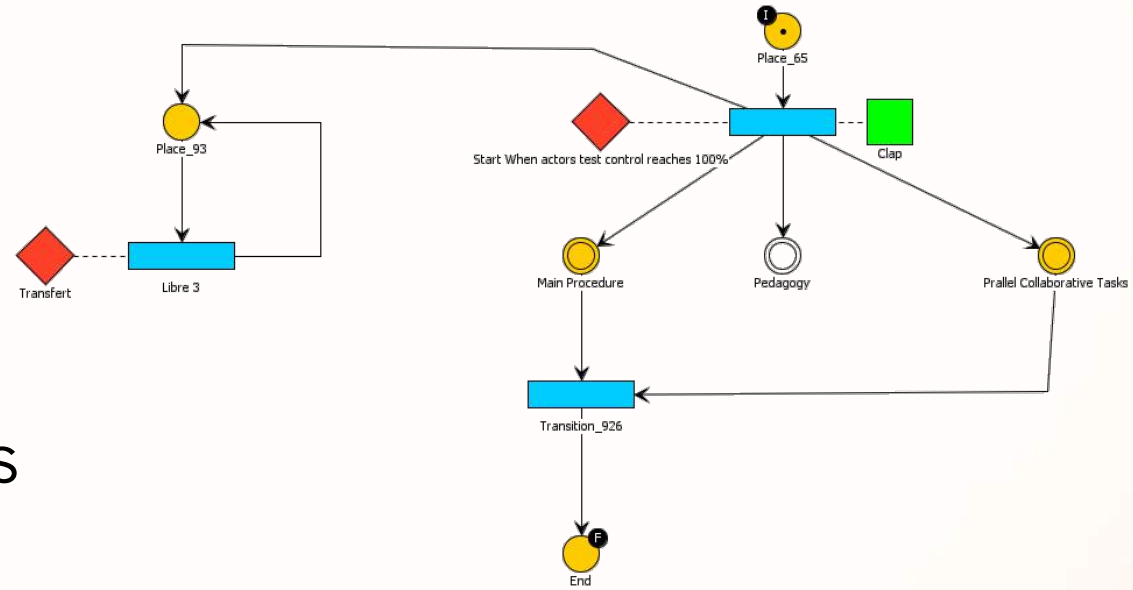 I
Place_65
Place_93
Start When actors test control reaches 100%
Clap
Transfert
Libre 3
Main Procedure
Pedagogy
Prallel Collaborative Tasks
Transition_926
s
F
End